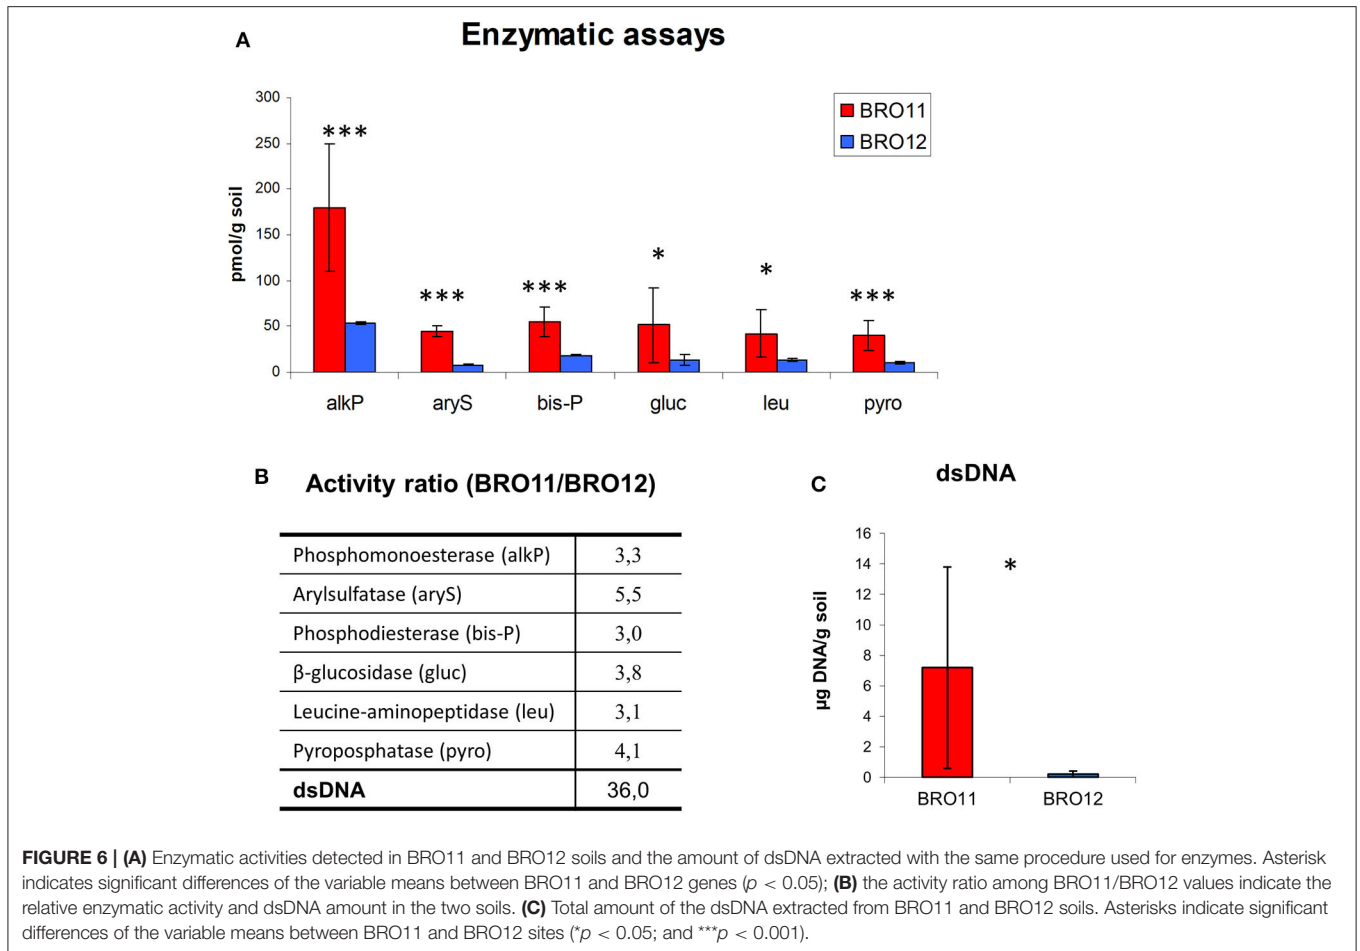 (A)
Enzymatic assays
BRO11
BRO12
pmol/g soil
300
250
200
150
100
50
0
***
***
***
*
*
***
alkP aryS bis-P gluc leu pyro
B
Activity ratio (BRO11/BRO12)
Phosphomonoesterase (alkP) 3,3
Arylsulfatase (aryS) 5,5
Phosphodiesterase (bis-P) 3,0
β-glucosidase (gluc) 3,8
Leucine-aminopeptidase (leu) 3,1
Pyroposphatase (pyro) 4,1
dsDNA 36,0
C
dsDNA
µg DNA/g soil
16
14
12
10
8
6
4
2
0
*
BRO11 BRO12
FIGURE 6 | (A) Enzymatic activities detected in BRO11 and BRO12 soils and the amount of dsDNA extracted with the same procedure used for enzymes. Asterisk
indicates significant differences of the variable means between BRO11 and BRO12 genes (p < 0.05); (B) the activity ratio among BRO11/BRO12 values indicate the
relative enzymatic activity and dsDNA amount in the two soils. (C) Total amount of the dsDNA extracted from BRO11 and BRO12 soils. Asterisks indicate significant
differences of the variable means between BRO11 and BRO12 sites (*p < 0.05; and ***p < 0.001).